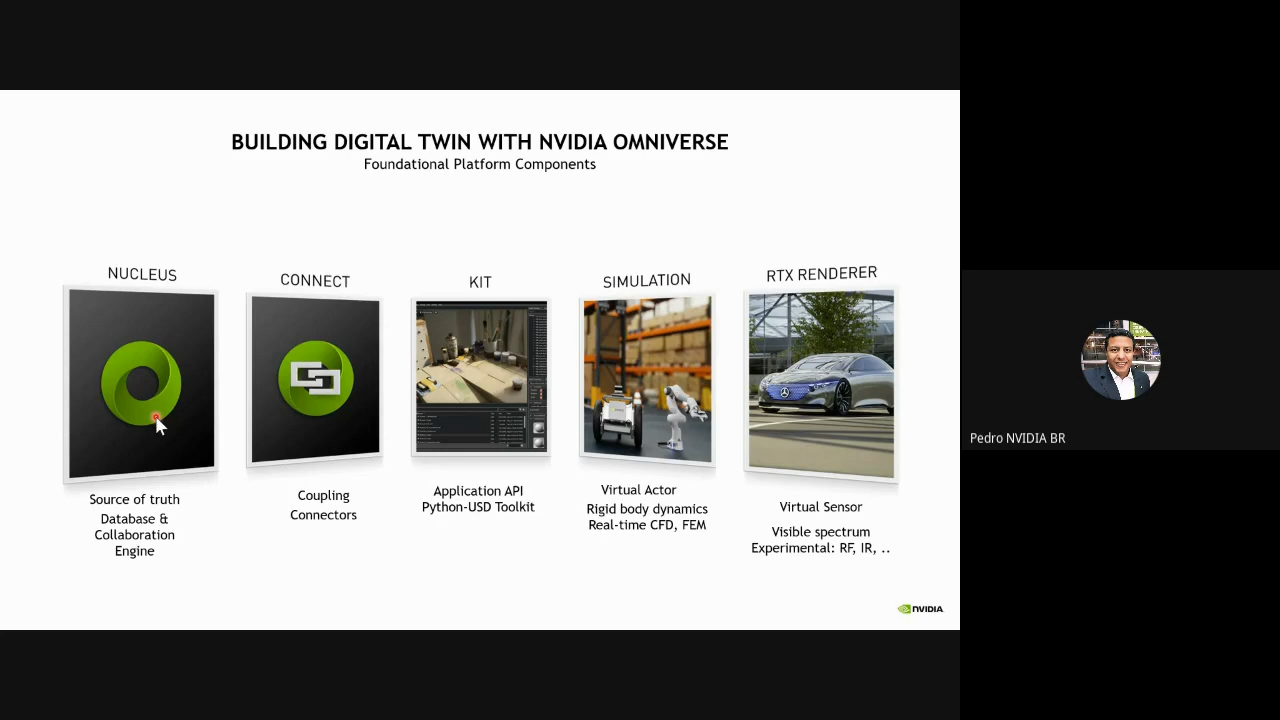 BUILDING DIGITAL TWIN WITH NVIDIA OMNIVERSE
Foundational Platform Components
NUCLEUS
Source of truth
Database &
Collaboration
Engine
CONNECT
Coupling
Connectors
KIT
Application API
Python-USD Toolkit
SIMULATION
Virtual Actor
Rigid body dynamics
Real-time CFD, FEM
RTX RENDERER
Virtual Sensor
Visible spectrum
Experimental: RF, IR, ..
NVIDIA
Pedro NVIDIA BR